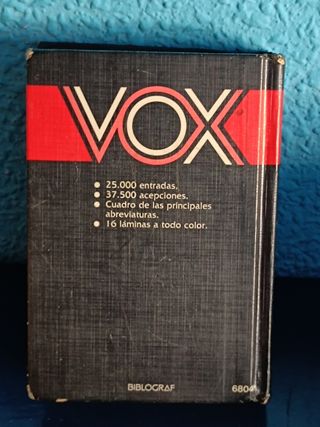 VOX
25.000 entradas.
37.500 acepciones.
Cuadro de las principales
abreviaturas.
16 láminas a todo color.
BIBLOGRAF
6804